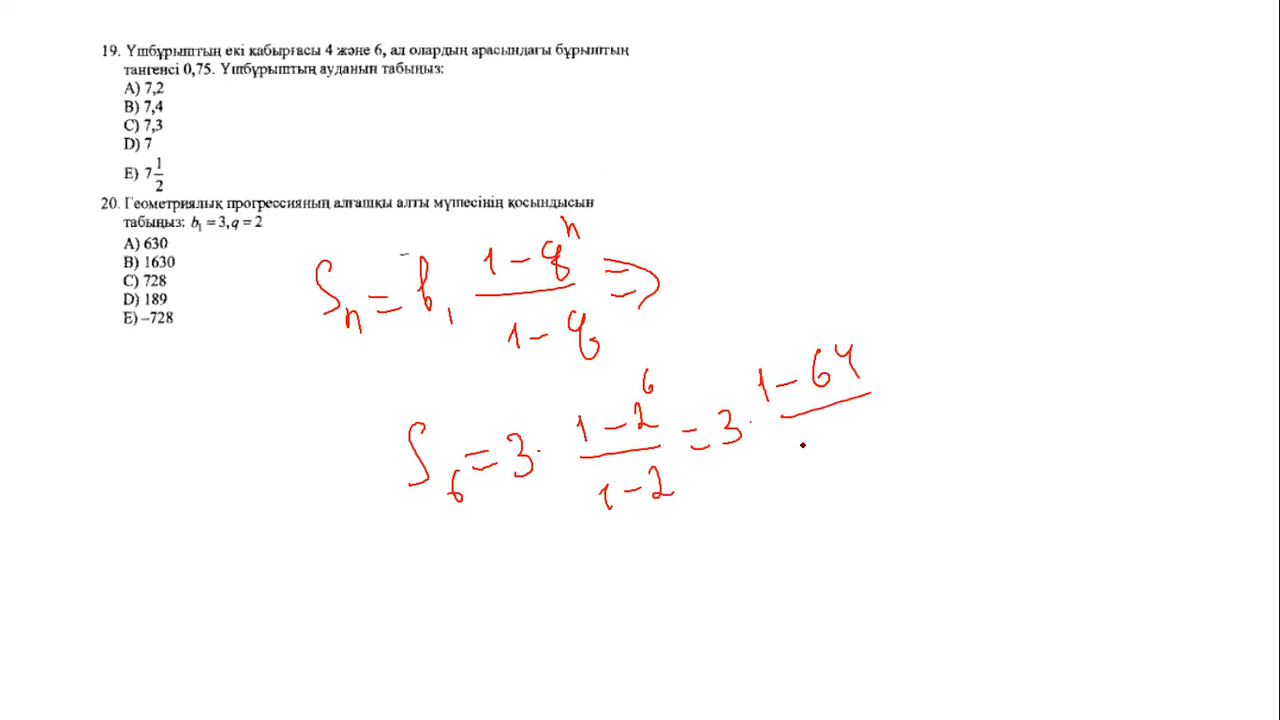 19. Үшбұрыштың екі қабырғасы 4 және 6, ал олардың арасындағы бұрыштың
тангенсі 0,75. Үшбұрыштың ауданын табыңыз:
A) 7,2
B) 7,4
C) 7,3
D) 7
E) 7 1/2
20. Геометриялық прогрессияның алғашқы алты мүшесінің қосындысын
табыңыз: b₁ = 3, q = 2
A) 630
B) 1630
C) 728
D) 189
E) –728
Sₙ = b₁ (1 − qⁿ)/(1 − q) ⇒
S₆ = 3 · (1 − 2⁶)/(1 − 2) = 3 · (1 − 64)/